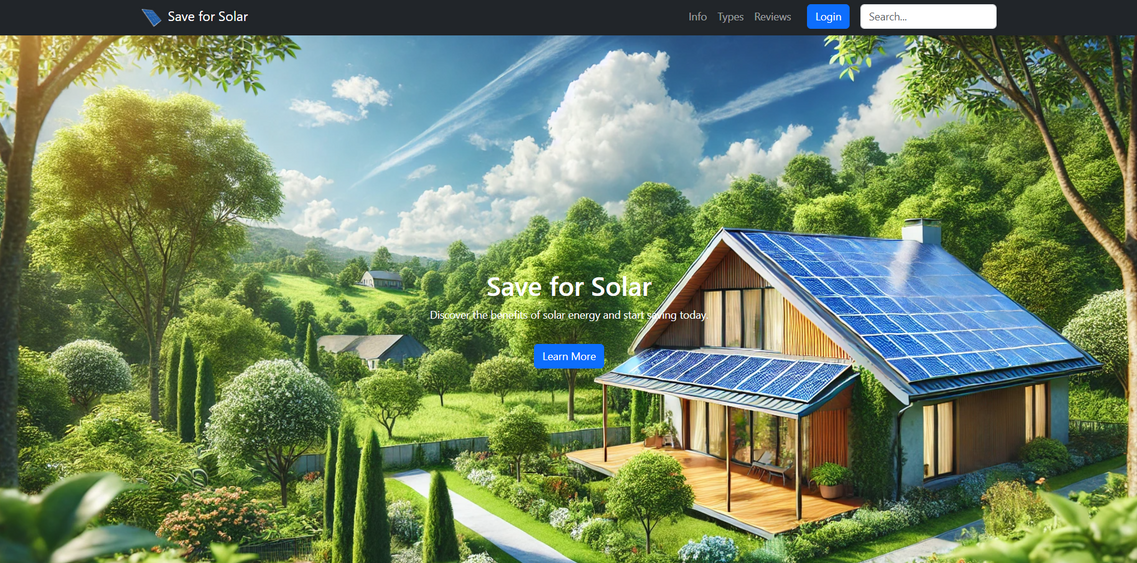 Save for Solar
Info Types Reviews Login Search...
Save for Solar
Discover the benefits of solar energy and start saving today.
Learn More